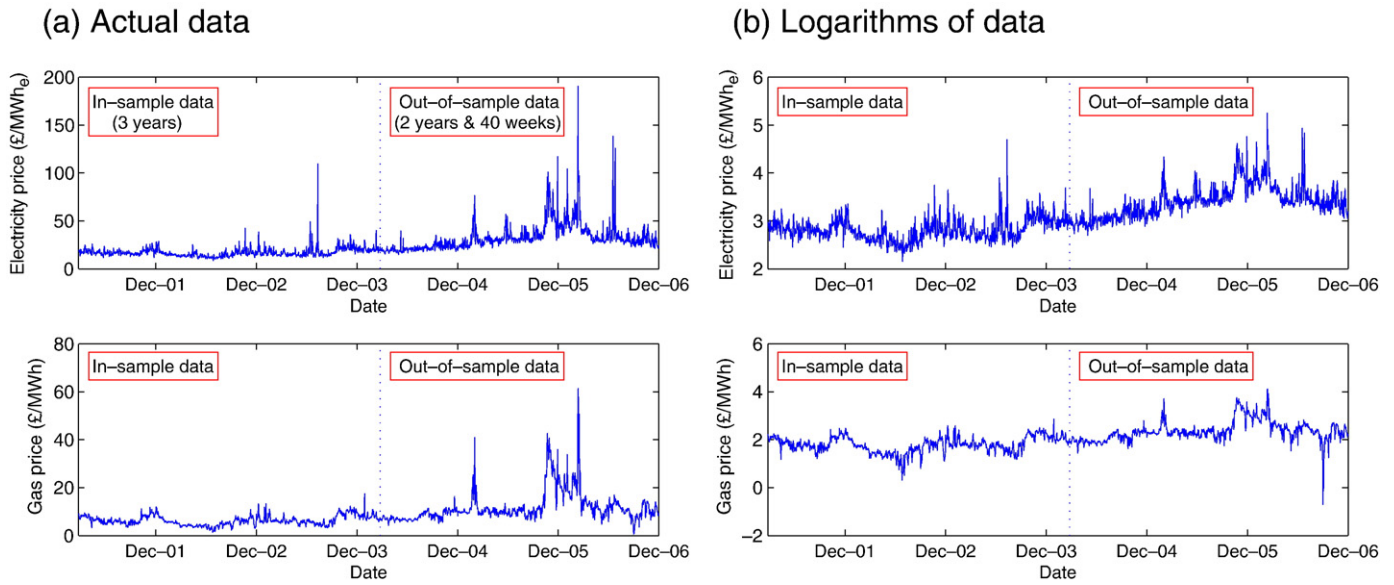 (a) Actual data
200
150
100
50
0
Electricity price (£/MWhe)
In–sample data
(3 years)
Out–of–sample data
(2 years & 40 weeks)
Dec–01 Dec–02 Dec–03 Dec–04 Dec–05 Dec–06
Date
80
60
40
20
0
Gas price (£/MWh)
In–sample data
Out–of–sample data
Dec–01 Dec–02 Dec–03 Dec–04 Dec–05 Dec–06
Date
(b) Logarithms of data
6
5
4
3
2
Electricity price (£/MWhe)
In–sample data
Out–of–sample data
Dec–01 Dec–02 Dec–03 Dec–04 Dec–05 Dec–06
Date
6
4
2
0
–2
Gas price (£/MWh)
In–sample data
Out–of–sample data
Dec–01 Dec–02 Dec–03 Dec–04 Dec–05 Dec–06
Date